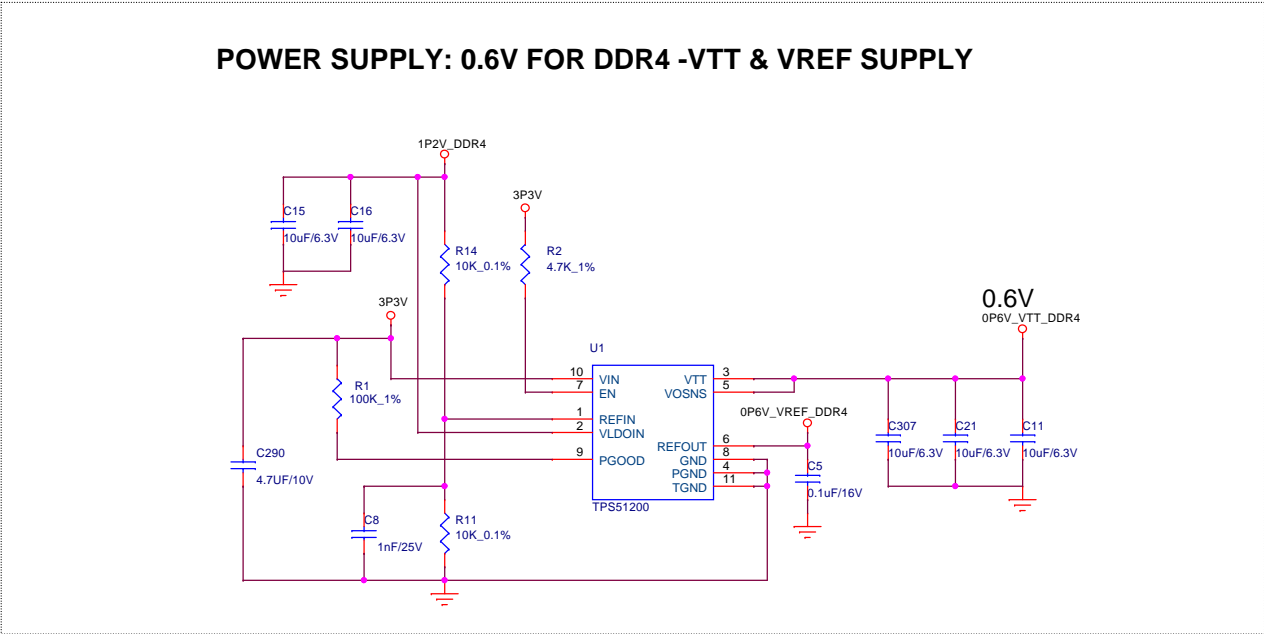 POWER SUPPLY: 0.6V FOR DDR4 -VTT & VREF SUPPLY
1P2V_DDR4
3P3V
C15
10uF/6.3V
C16
10uF/6.3V
R14
10K_0.1%
R2
4.7K_1%
3P3V
0.6V
0P6V_VTT_DDR4
U1
R1
100K_1%
10
VIN
7
EN
1
REFIN
2
VLDOIN
9
PGOOD
VTT
3
VOSNS
5
REFOUT
6
GND
8
PGND
4
TGND
11
TPS51200
0P6V_VREF_DDR4
C5
0.1uF/16V
C307
10uF/6.3V
C21
10uF/6.3V
C11
10uF/6.3V
C290
4.7UF/10V
C8
1nF/25V
R11
10K_0.1%